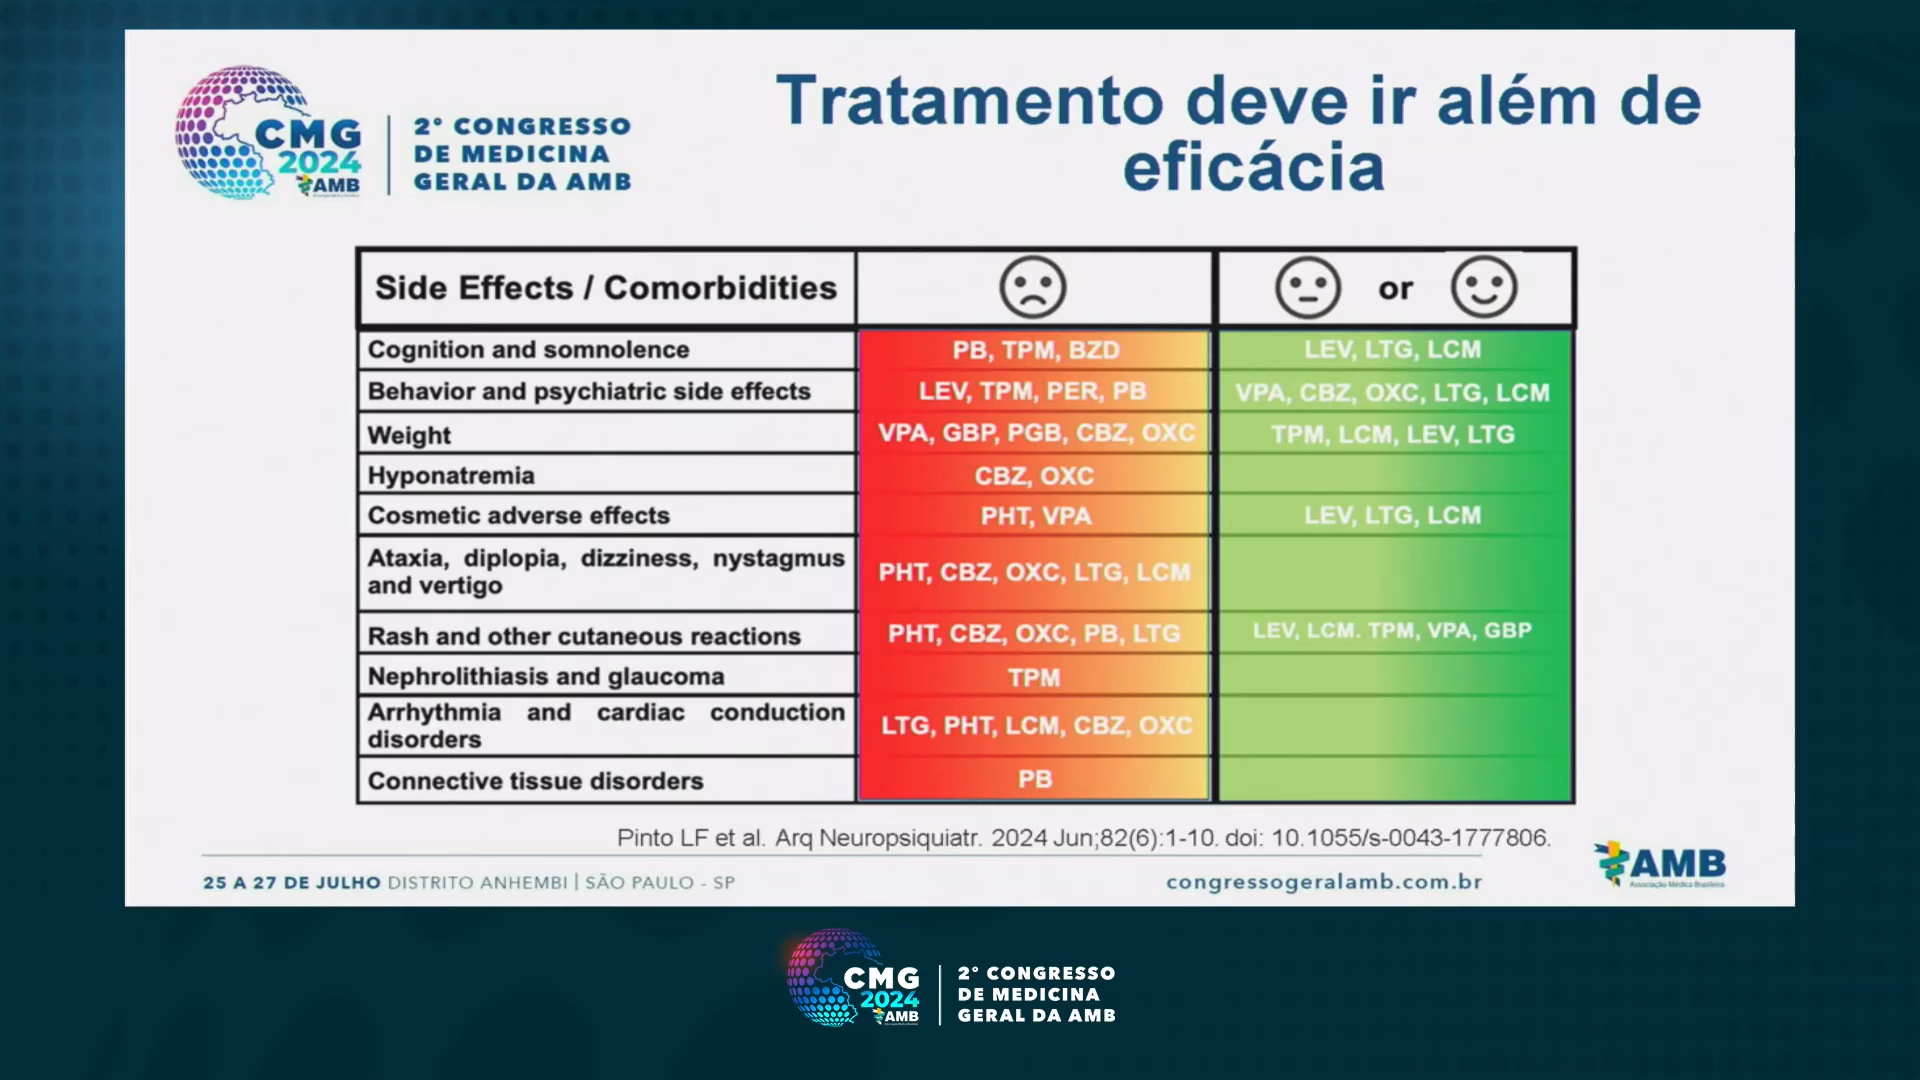 CMG
2024
AMB
2° CONGRESSO
DE MEDICINA
GERAL DA AMB
Tratamento deve ir além de
eficácia
Side Effects / Comorbidities
or
Cognition and somnolence
PB, TPM, BZD
LEV, LTG, LCM
Behavior and psychiatric side effects
LEV, TPM, PER, PB
VPA, CBZ, OXC, LTG, LCM
Weight
VPA, GBP, PGB, CBZ, OXC
TPM, LCM, LEV, LTG
Hyponatremia
CBZ, OXC
Cosmetic adverse effects
PHT, VPA
LEV, LTG, LCM
Ataxia, diplopia, dizziness, nystagmus
and vertigo
PHT, CBZ, OXC, LTG, LCM
Rash and other cutaneous reactions
PHT, CBZ, OXC, PB, LTG
LEV, LCM. TPM, VPA, GBP
Nephrolithiasis and glaucoma
TPM
Arrhythmia and cardiac conduction
disorders
LTG, PHT, LCM, CBZ, OXC
Connective tissue disorders
PB
Pinto LF et al. Arq Neuropsiquiatr. 2024 Jun;82(6):1-10. doi: 10.1055/s-0043-1777806.
25 A 27 DE JULHO DISTRITO ANHEMBI | SÃO PAULO - SP
congressogeralamb.com.br
AMB
Associação Médica Brasileira
CMG
2024
AMB
2° CONGRESSO
DE MEDICINA
GERAL DA AMB